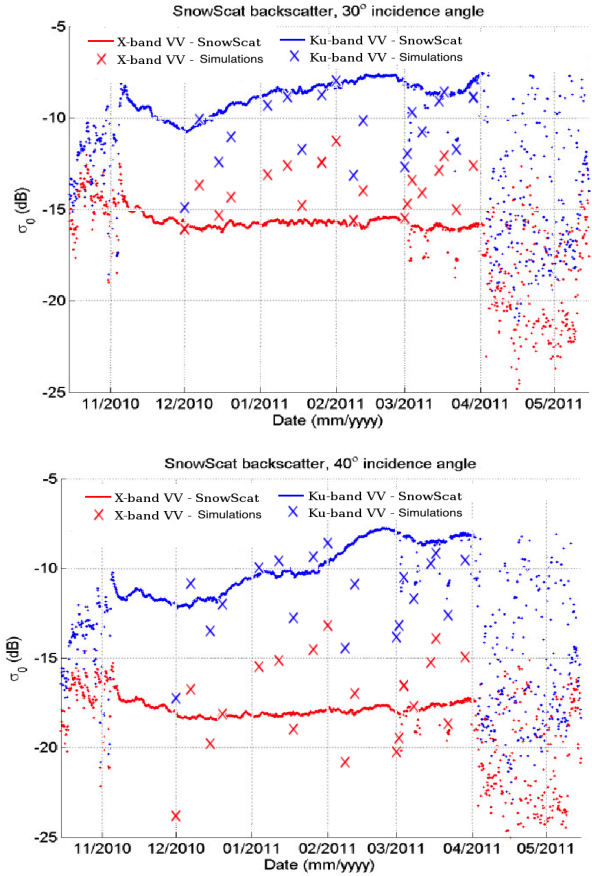 SnowScat backscatter, 30° incidence angle
X-band VV - SnowScat
Ku-band VV - SnowScat
X-band VV - Simulations
Ku-band VV - Simulations
-5
-10
-15
-20
-25
σ0 (dB)
11/2010 12/2010 01/2011 02/2011 03/2011 04/2011 05/2011
Date (mm/yyyy)
SnowScat backscatter, 40° incidence angle
X-band VV - SnowScat
Ku-band VV - SnowScat
X-band VV - Simulations
Ku-band VV - Simulations
-5
-10
-15
-20
-25
σ0 (dB)
11/2010 12/2010 01/2011 02/2011 03/2011 04/2011 05/2011
Date (mm/yyyy)